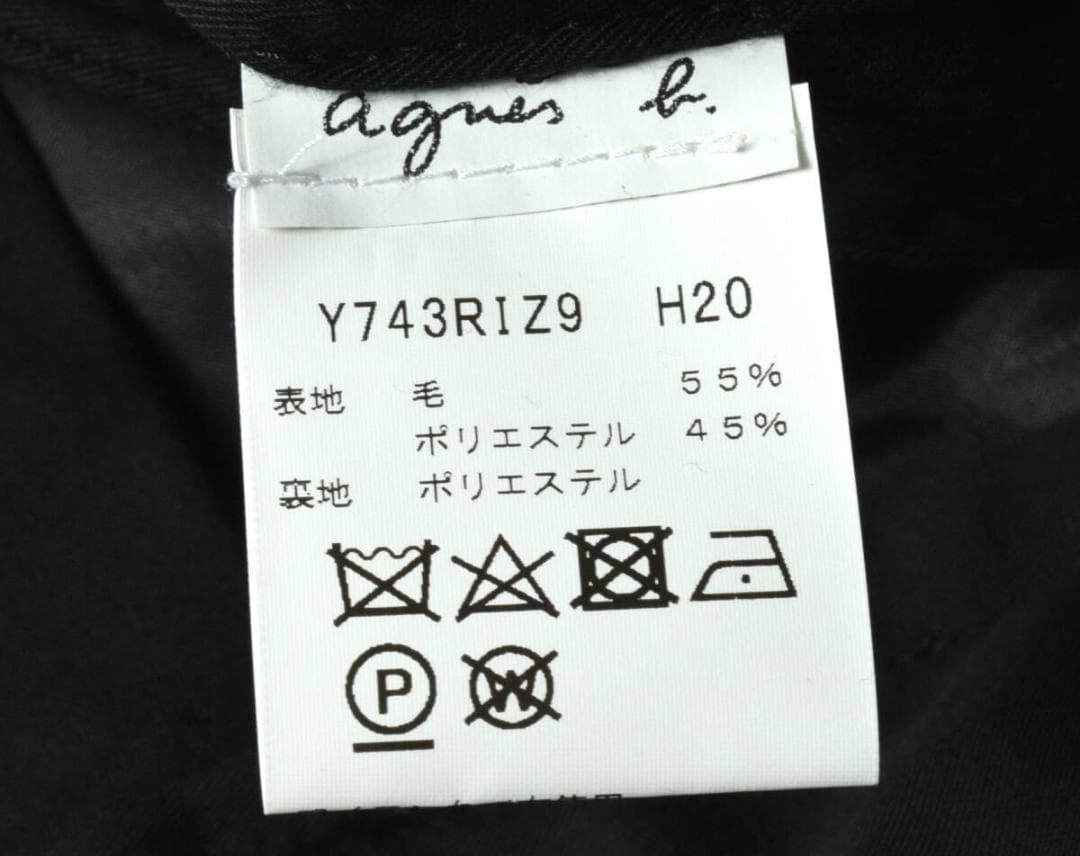 agnès b.
Y743RIZ9 H20
表地 毛 55%
ポリエステル 45%
裏地 ポリエステル
P
W